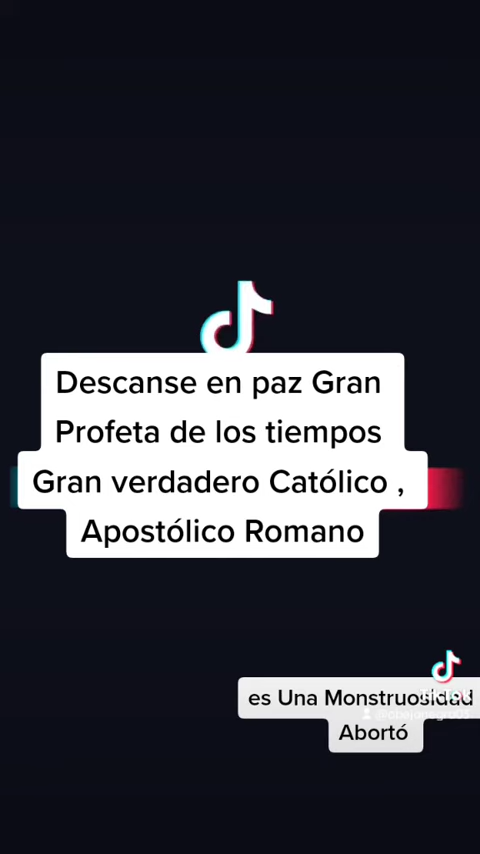 Descanse en paz Gran
Profeta de los tiempos
Gran verdadero Católico ,
Apostólico Romano
es Una Monstruosidad
Abortó